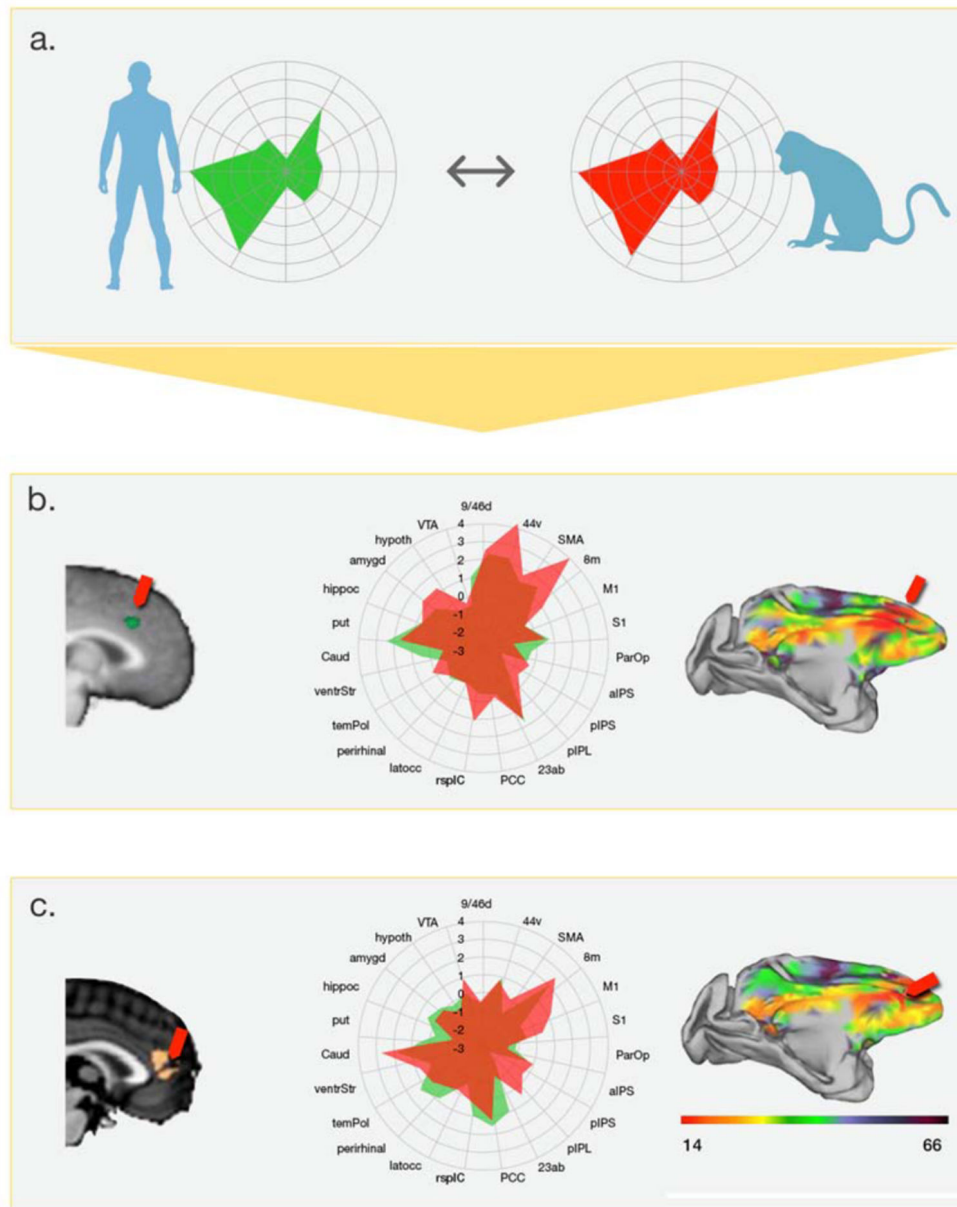 a.
b.
9/46d
VTA
4
44v
hypoth
3
SMA
amygd
2
8m
1
hippoc
0
M1
put
-1
S1
-2
Caud
-3
ParOp
ventrStr
aIPS
temPol
pIPS
perirhinal
pIPL
latocc
23ab
rsplC
PCC
c.
9/46d
VTA
4
44v
hypoth
3
SMA
amygd
2
8m
1
hippoc
0
M1
put
-1
S1
-2
Caud
-3
ParOp
ventrStr
aIPS
temPol
pIPS
perirhinal
pIPL
latocc
23ab
rsplC
PCC
14
66